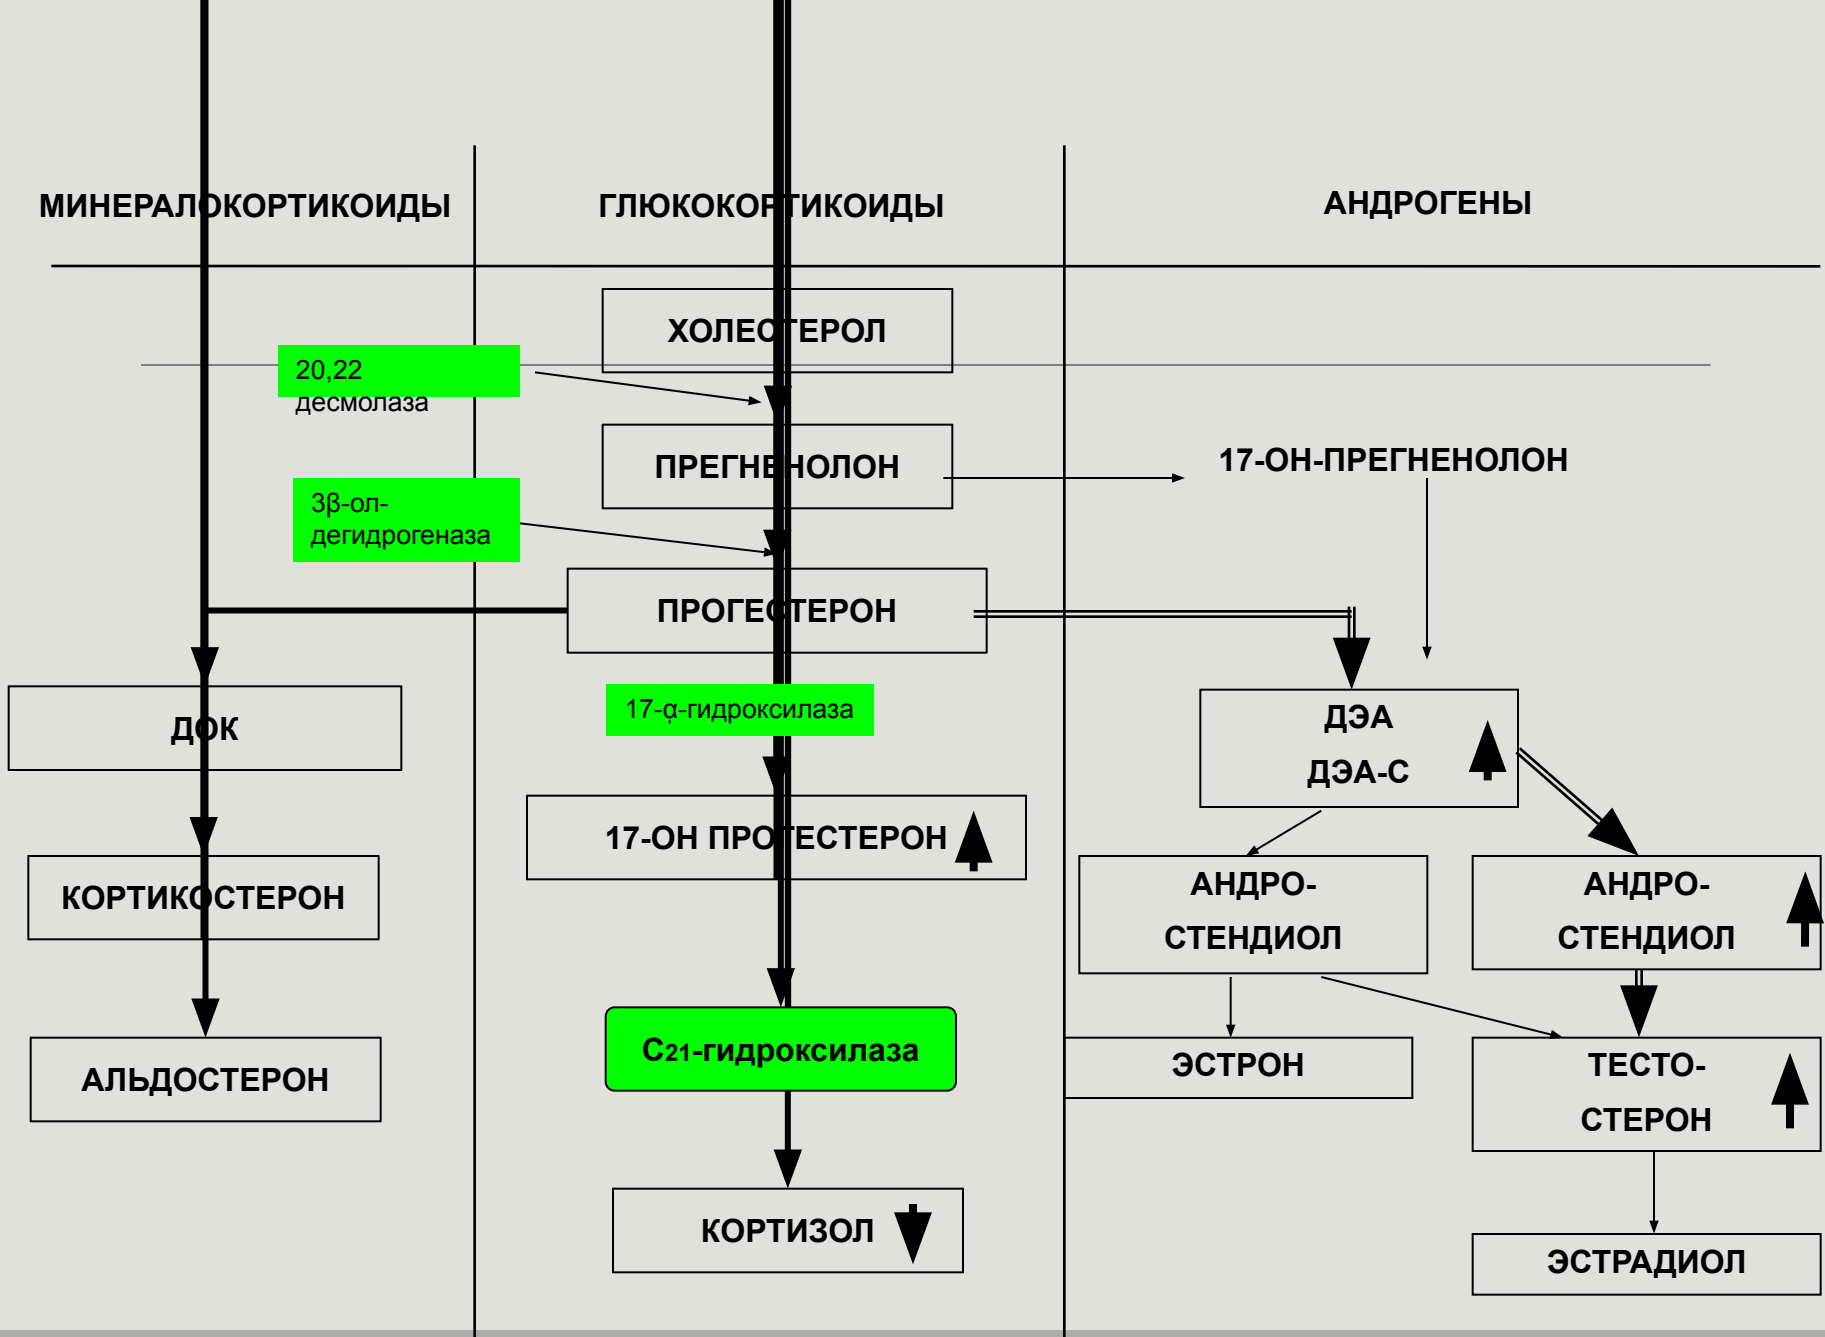 МИНЕРАЛОКОРТИКОИДЫ
ГЛЮКОКОРТИКОИДЫ
АНДРОГЕНЫ
ХОЛЕСТЕРОЛ
20,22
десмолаза
ПРЕГНЕНОЛОН
17-ОН-ПРЕГНЕНОЛОН
3β-ол-
дегидрогеназа
ПРОГЕСТЕРОН
17-α-гидроксилаза
ДОК
ДЭА
ДЭА-С
17-ОН ПРОГЕСТЕРОН
КОРТИКОСТЕРОН
АНДРО-
СТЕНДИОЛ
АНДРО-
СТЕНДИОЛ
С21-гидроксилаза
АЛЬДОСТЕРОН
ЭСТРОН
ТЕСТО-
СТЕРОН
КОРТИЗОЛ
ЭСТРАДИОЛ